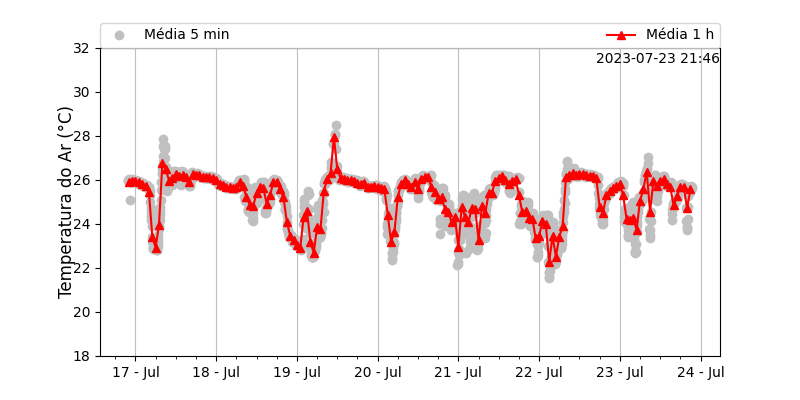 Média 5 min
Média 1 h
2023-07-23 21:46
Temperatura do Ar (°C)
32
30
28
26
24
22
20
18
17 - Jul
18 - Jul
19 - Jul
20 - Jul
21 - Jul
22 - Jul
23 - Jul
24 - Jul